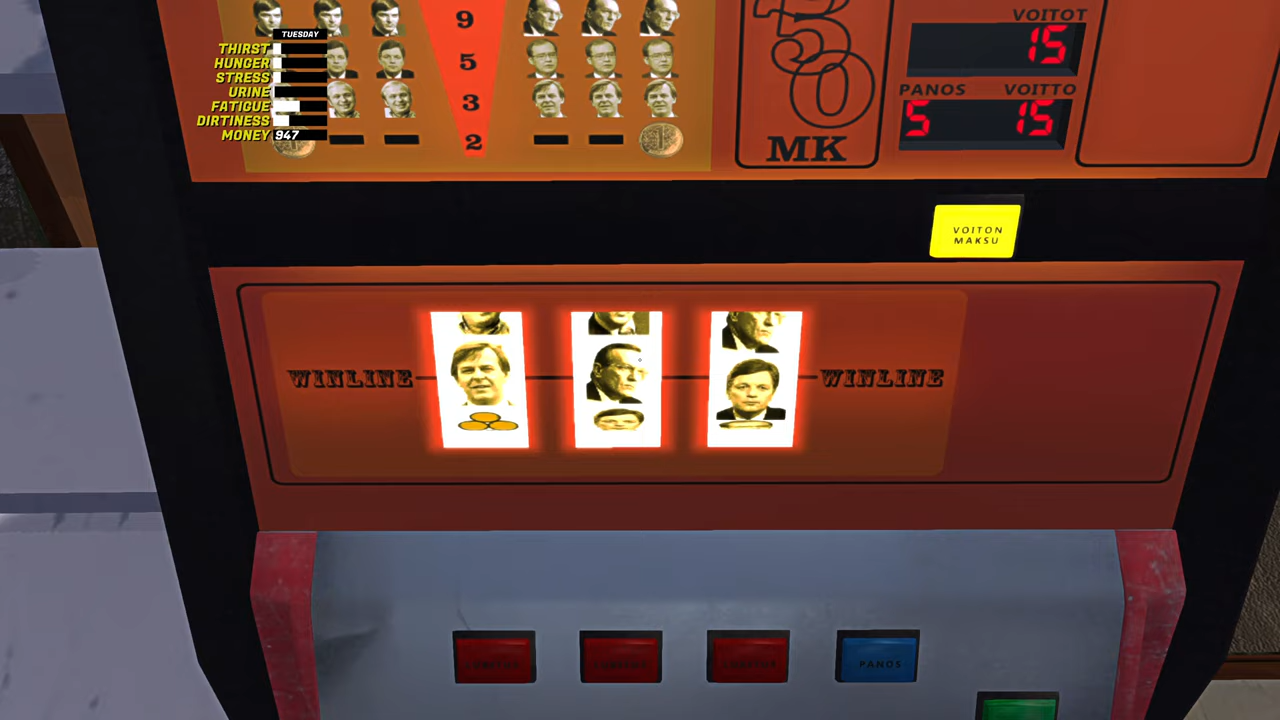 TUESDAY
THIRST
HUNGER
STRESS
URINE
FATIGUE
DIRTINESS
MONEY 947
9
5
3
2
50
MK
VOITOT
15
PANOS VOITTO
5 15
VOITON
MAKSU
WINLINE WINLINE
PANOS